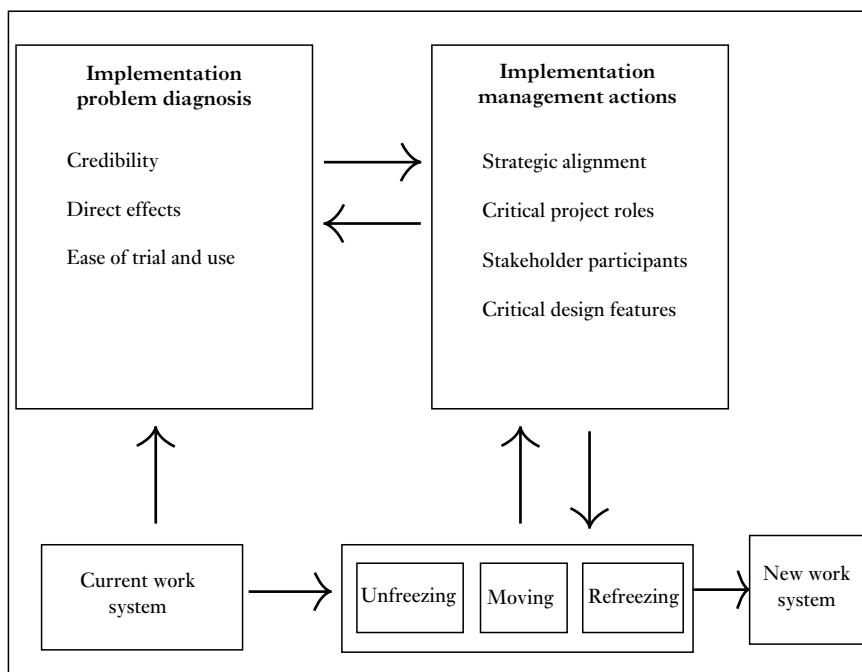 Implementation
problem diagnosis
Credibility
Direct effects
Ease of trial and use
Implementation
management actions
Strategic alignment
Critical project roles
Stakeholder participants
Critical design features
Current work
system
Unfreezing
Moving
Refreezing
New work
system